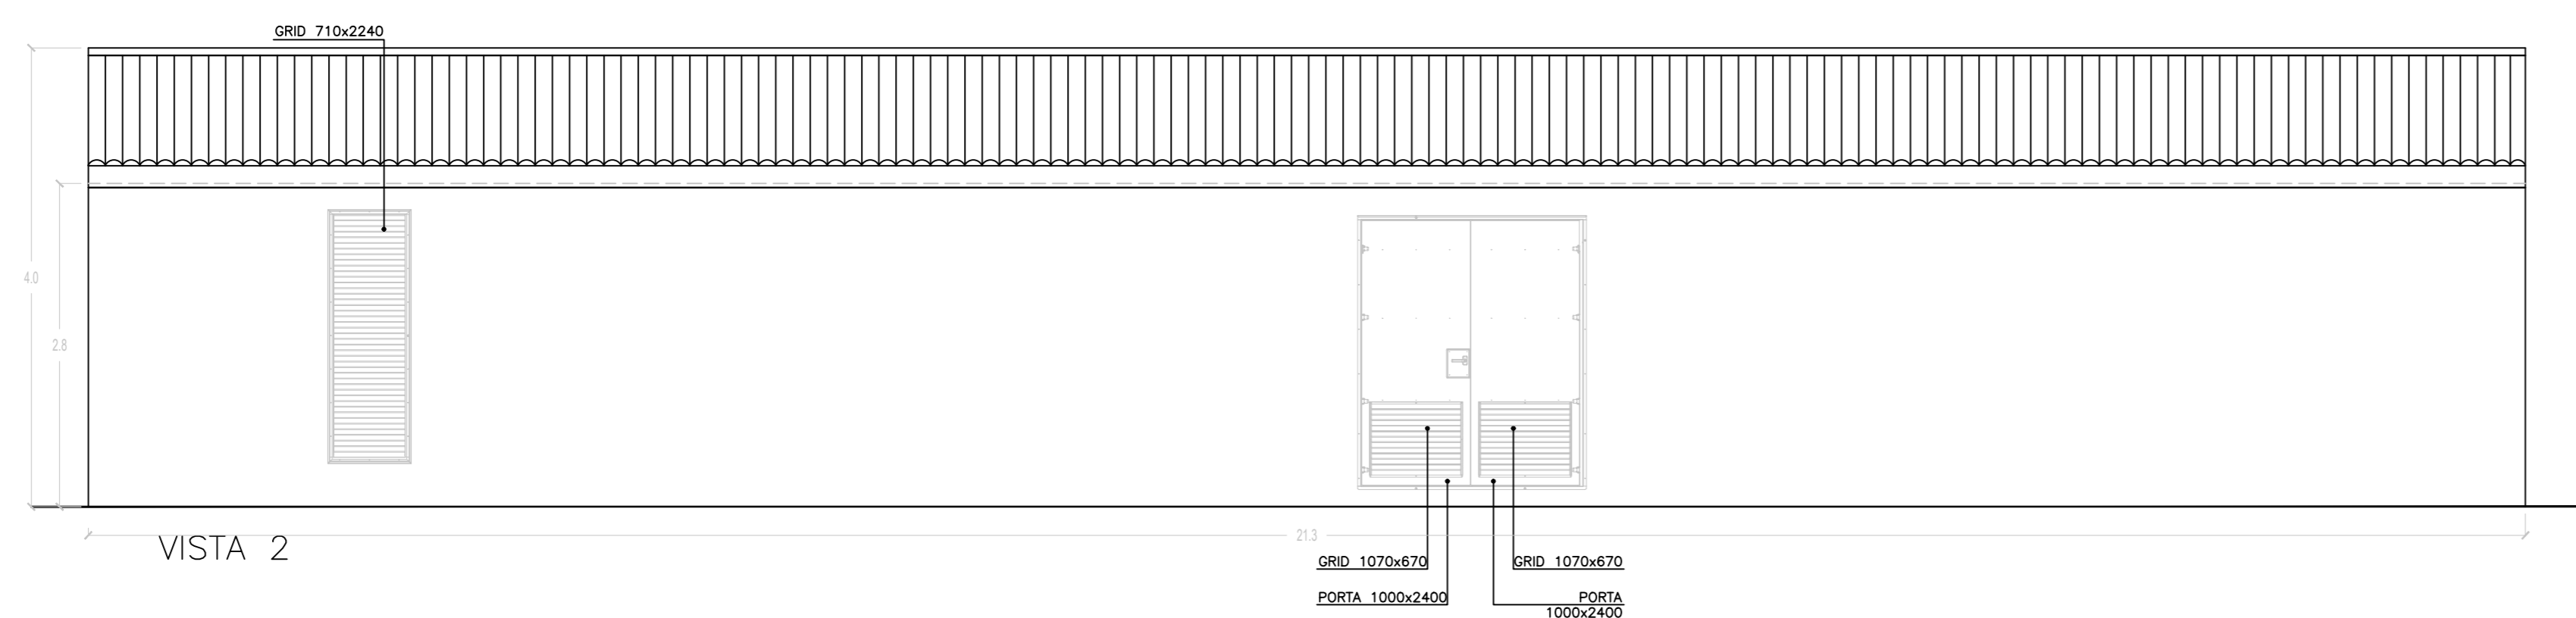 GRID 710x2240
4.0
2.8
21.3
VISTA 2
GRID 1070x670
GRID 1070x670
PORTA 1000x2400
PORTA
1000x2400